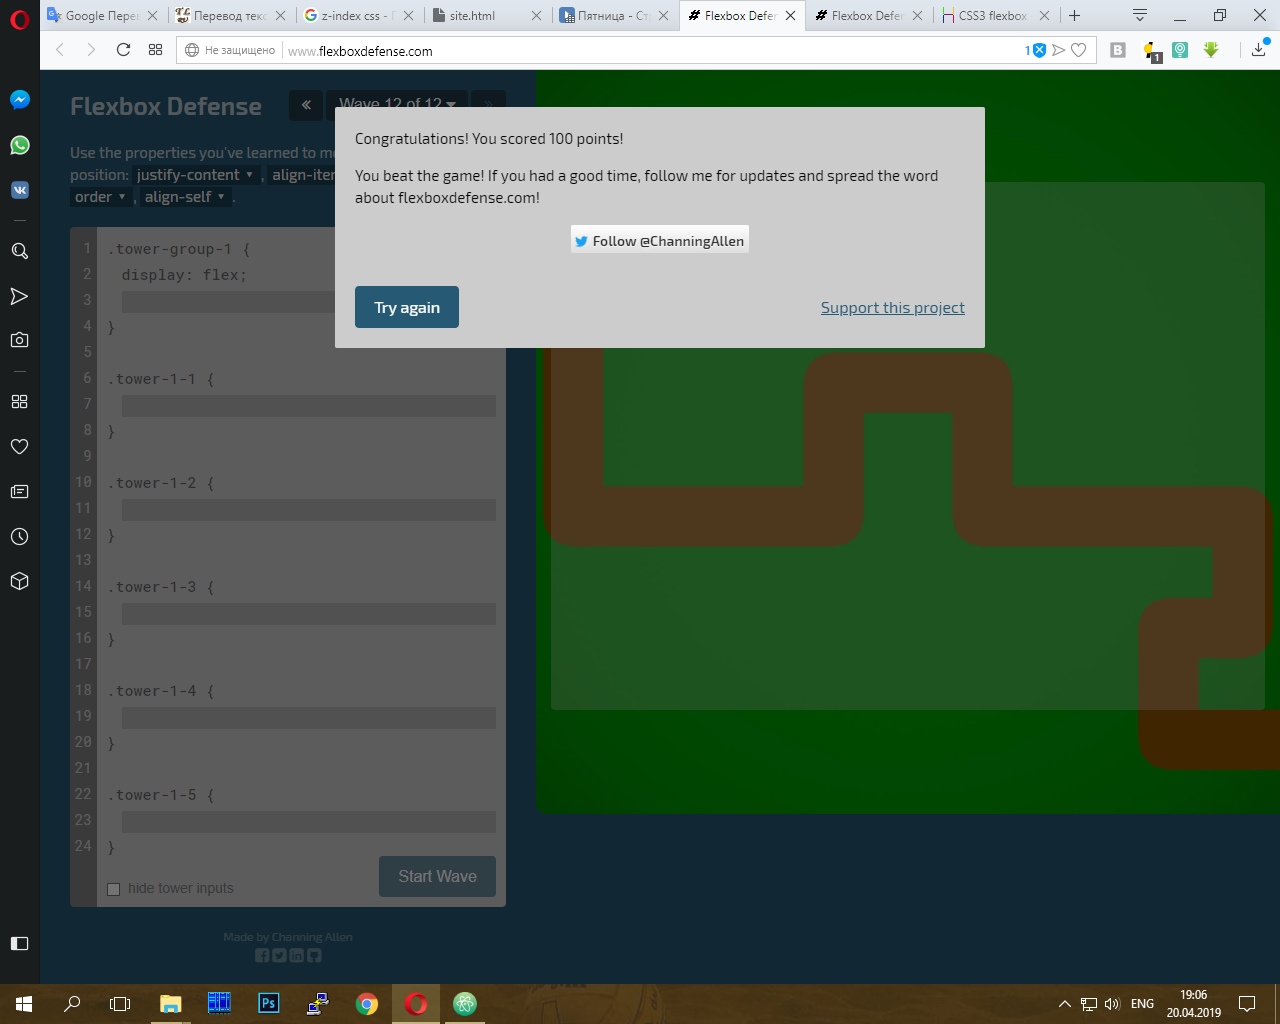 Google Пере
Перевод текс
z-index css - П
site.html
Пятница - Ст
Flexbox Defen
Flexbox Defen
CSS3 flexbox
Не защищено
www.flexboxdefense.com
1
B
1
Flexbox Defense
«
Wave 12 of 12
»
Use the properties you've learned to mo
position: justify-content ▼ , align-iter
order ▼ , align-self ▼ .
Congratulations! You scored 100 points!
You beat the game! If you had a good time, follow me for updates and spread the word
about flexboxdefense.com!
Follow @ChanningAllen
Try again
Support this project
1 .tower-group-1 {
2 display: flex;
3
4 }
5
6 .tower-1-1 {
7
8 }
9
10 .tower-1-2 {
11
12 }
13
14 .tower-1-3 {
15
16 }
17
18 .tower-1-4 {
19
20 }
21
22 .tower-1-5 {
23
24 }
hide tower inputs
Start Wave
Made by Channing Allen
Ps
ENG
19:06
20.04.2019